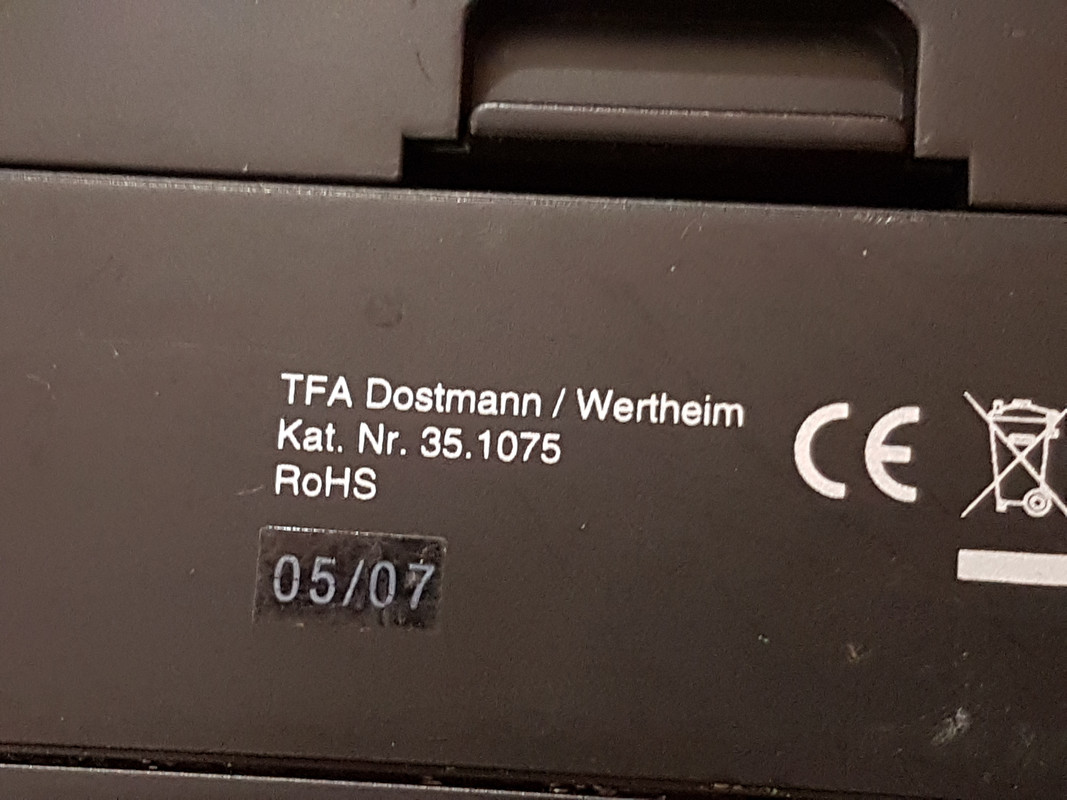 TFA Dostmann / Wertheim
Kat. Nr. 35.1075
RoHS
CE
05/07